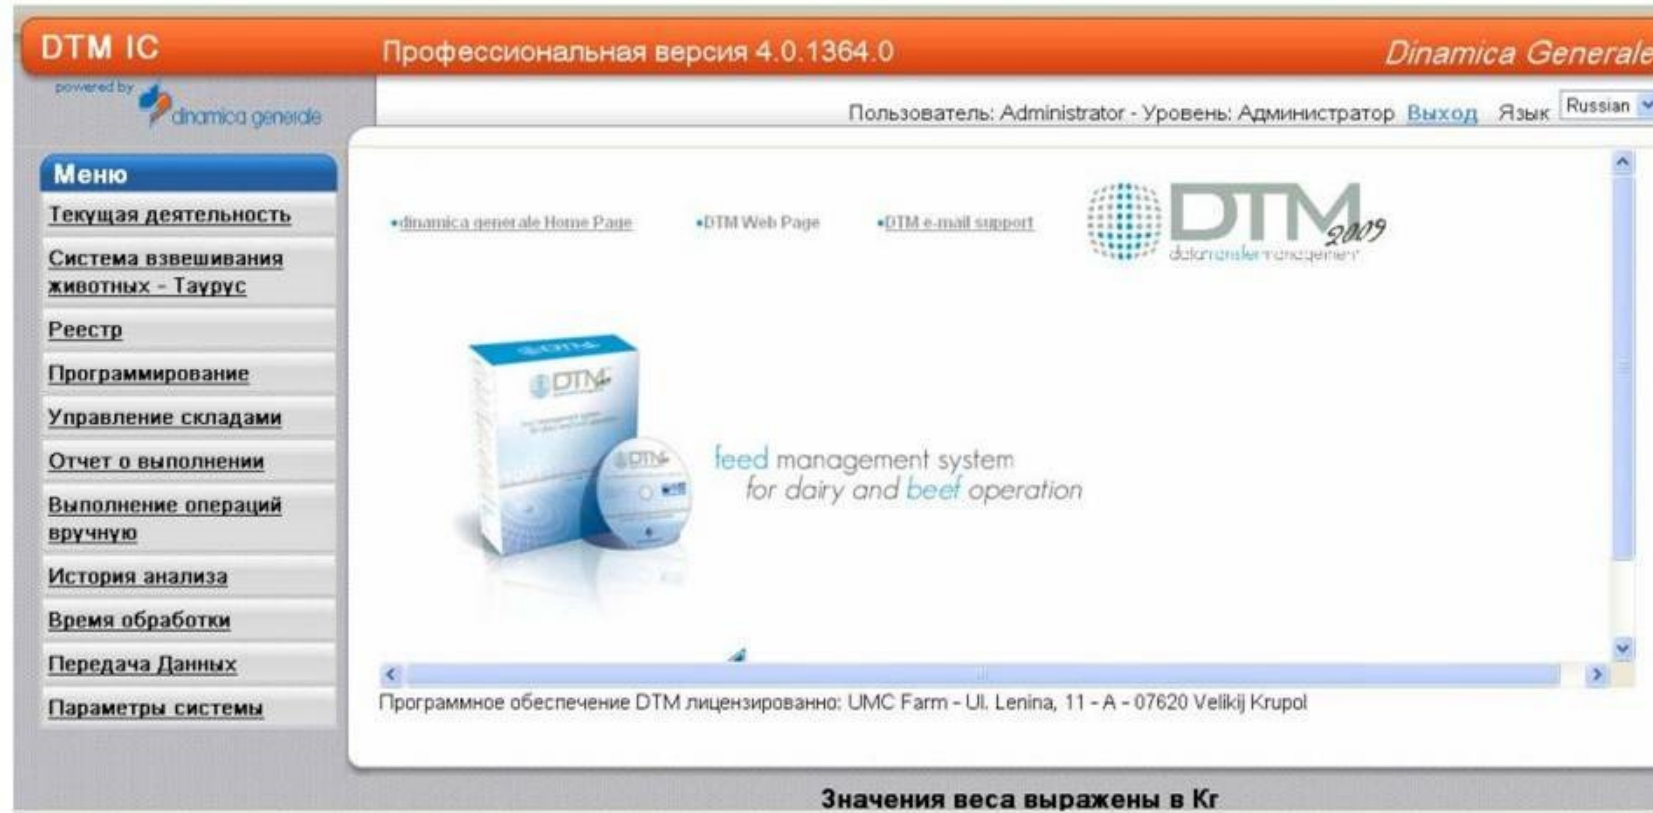 DTM IC
Профессиональная версия 4.0.1364.0
Dinamica Generale
powered by
dinamica generale
Пользователь: Administrator - Уровень: Администратор Выход Язык Russian
Меню
Текущая деятельность
Система взвешивания
животных - Таурус
Реестр
Программирование
Управление складами
Отчет о выполнении
Выполнение операций
вручную
История анализа
Время обработки
Передача Данных
Параметры системы
•dinamica generale Home Page •DTM Web Page •DTM e-mail support
DTM
2009
datatransfermanagement
DTM
DTM
DTM
feed management system
for dairy and beef operation
Программное обеспечение DTM лицензированно: UMC Farm - Ul. Lenina, 11 - A - 07620 Velikij Krupol
Значения веса выражены в Кг